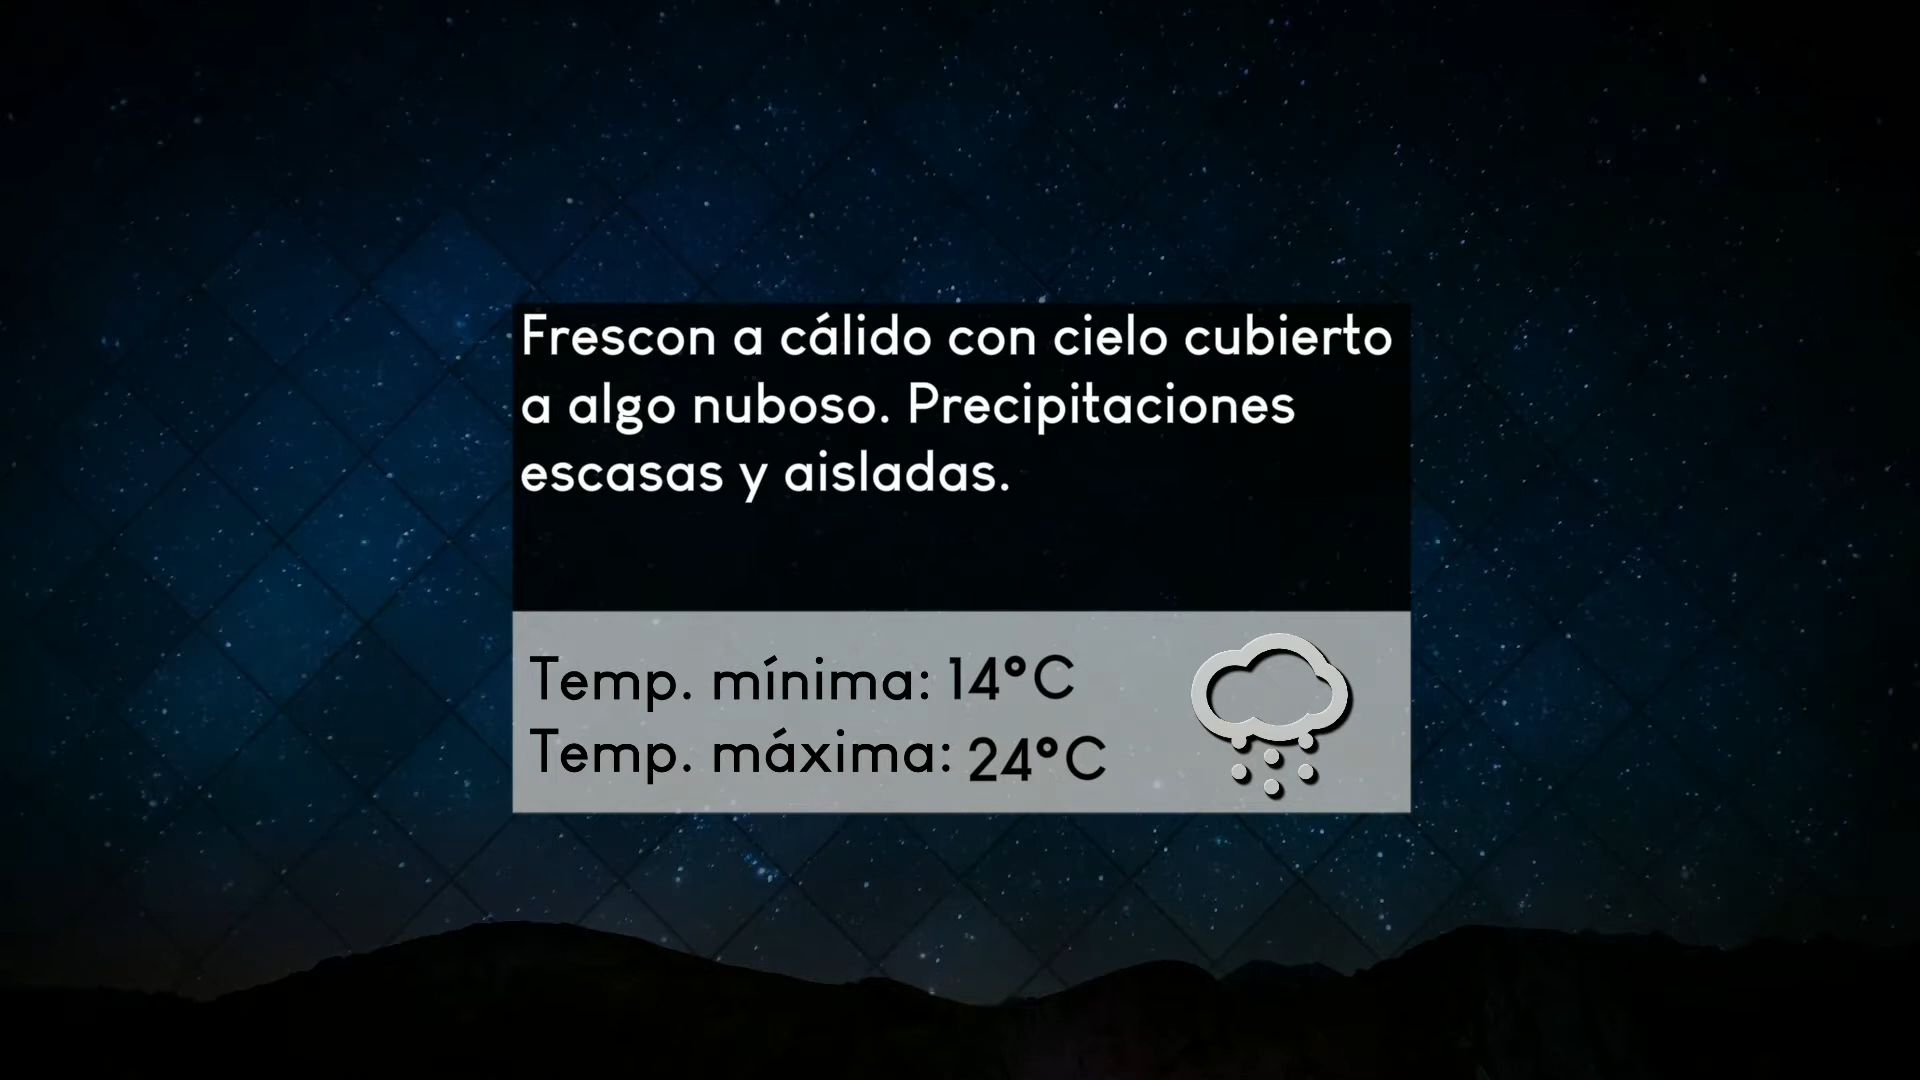 Frescon a cálido con cielo cubierto
a algo nuboso. Precipitaciones
escasas y aisladas.
Temp. mínima: 14°C
Temp. máxima: 24°C